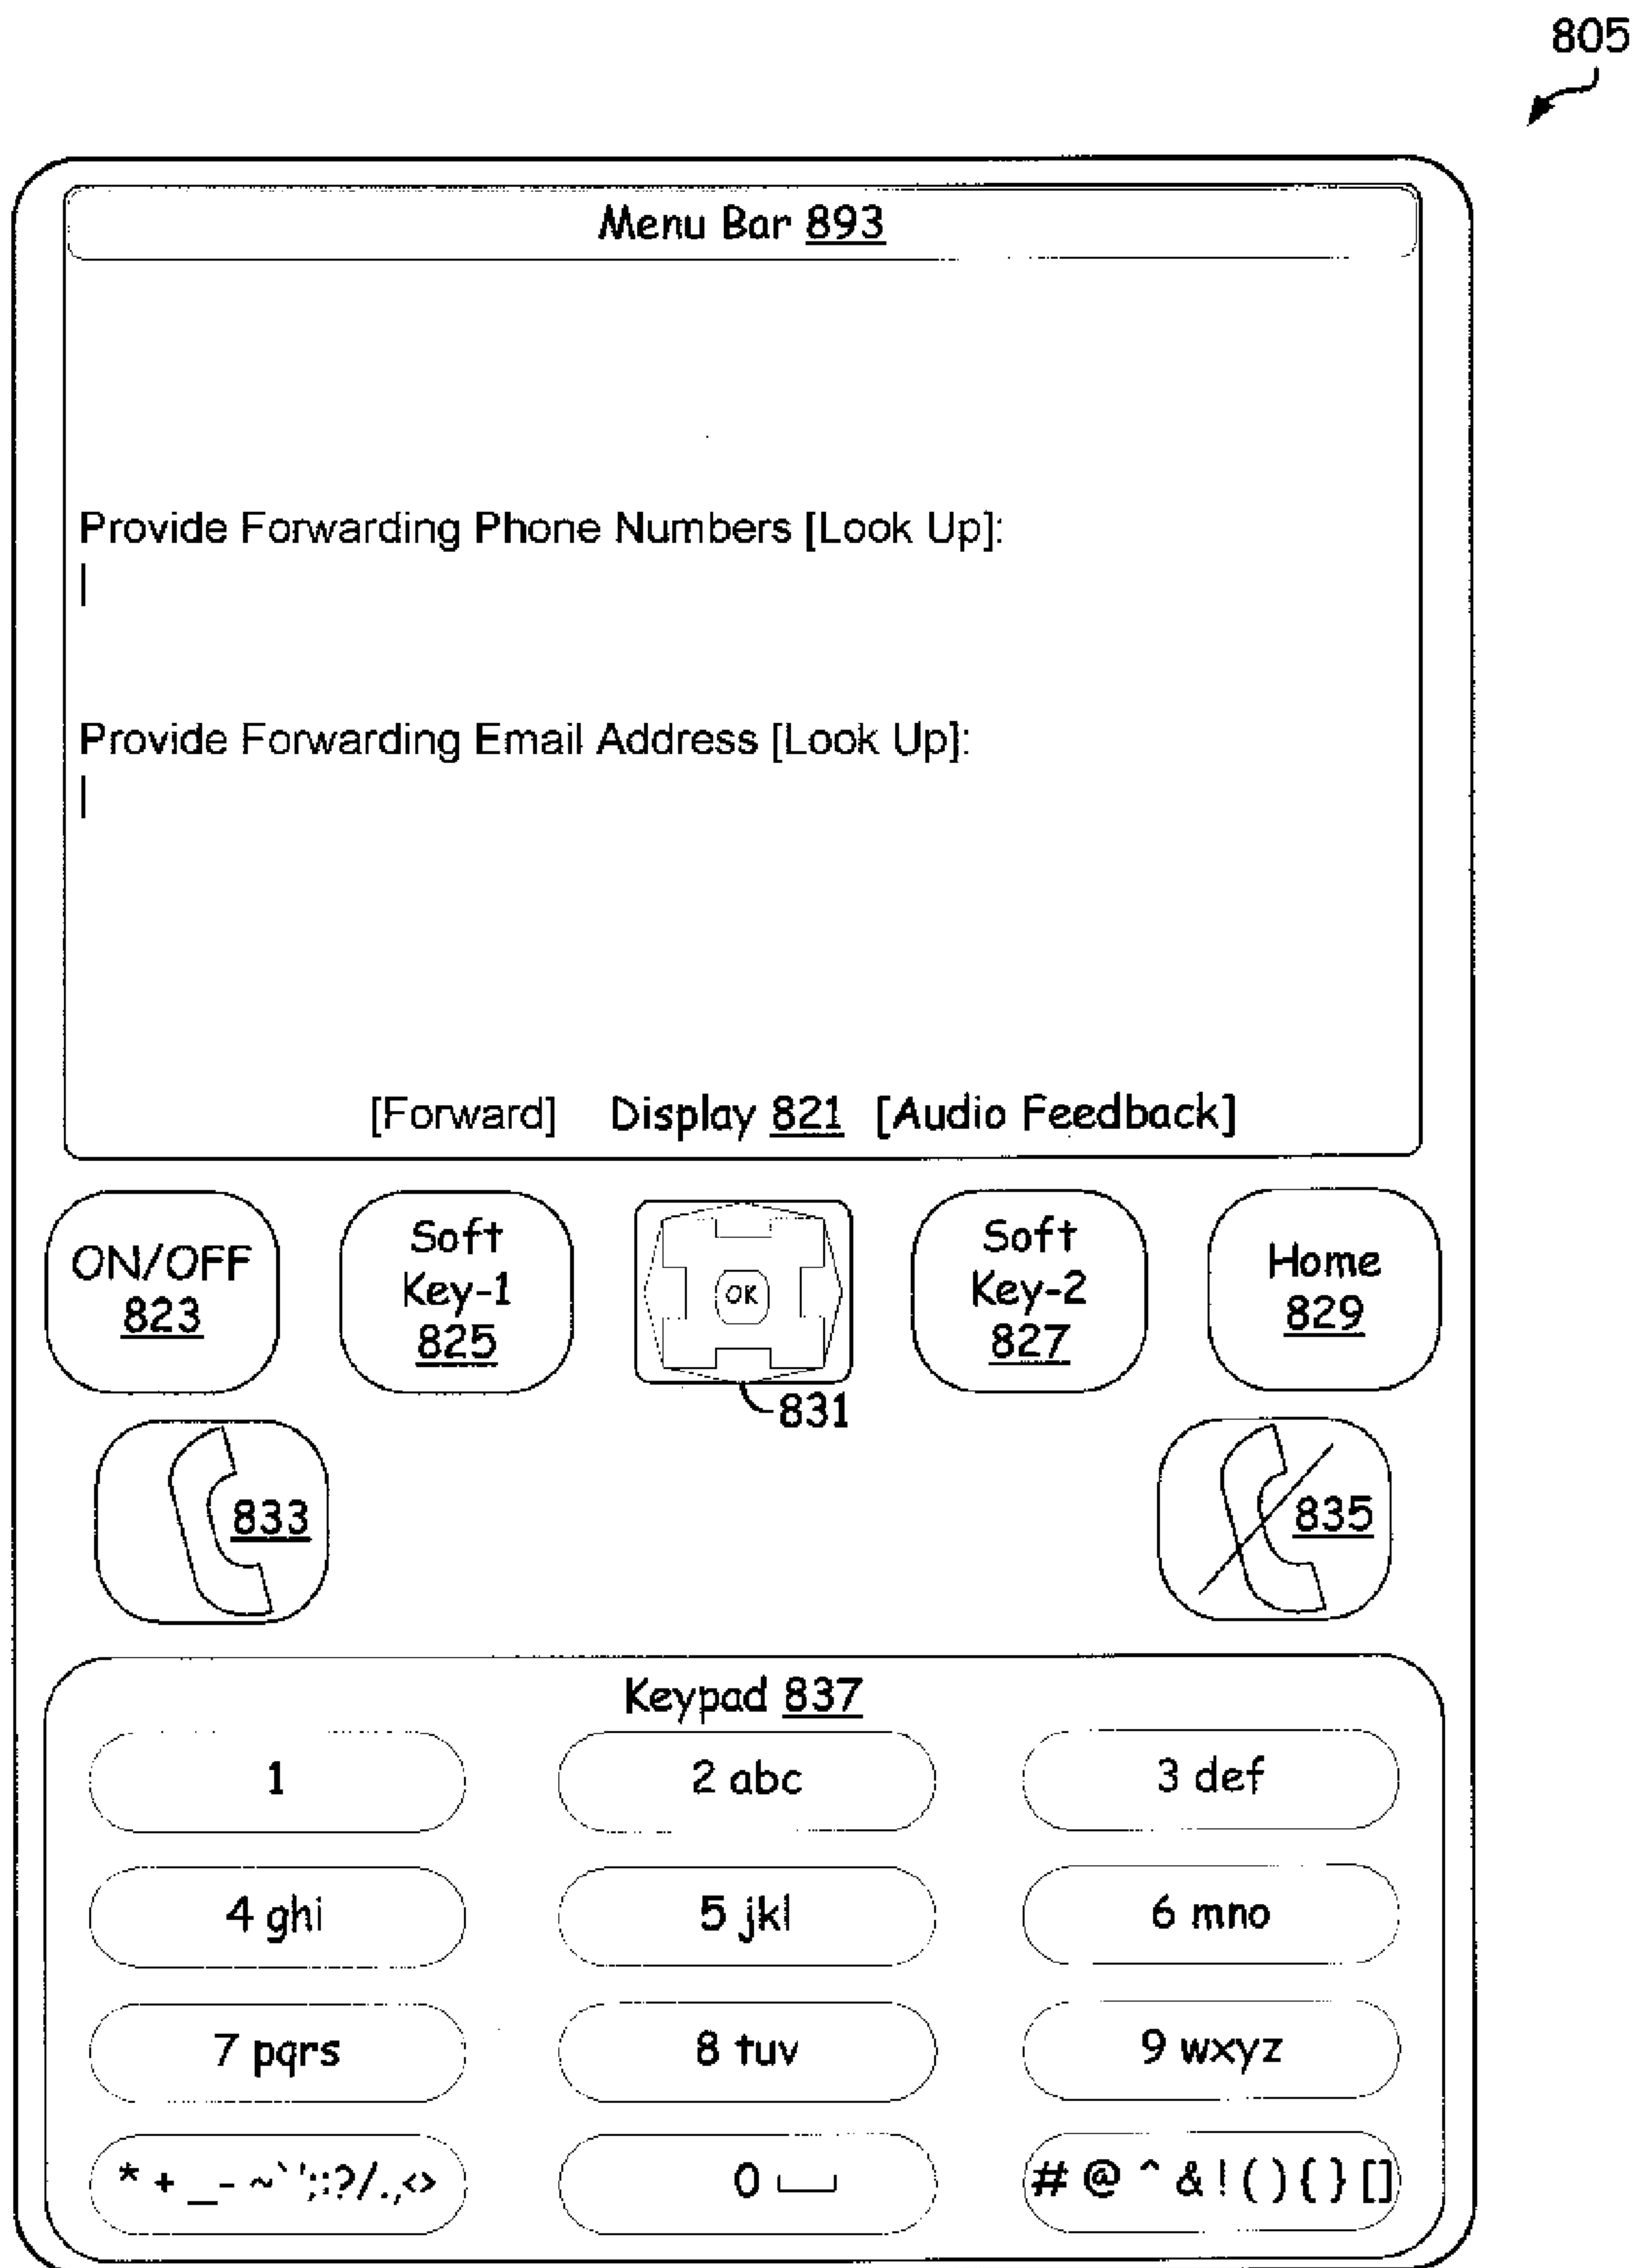 805
Menu Bar 893
Provide Forwarding Phone Numbers [Look Up]:
Provide Forwarding Email Address [Look Up]:
[Forward] Display 821 [Audio Feedback]
ON/OFF
823
Soft
Key-1
825
OK
831
Soft
Key-2
827
Home
829
833
835
Keypad 837
1
2 abc
3 def
4 ghi
5 jkl
6 mno
7 pqrs
8 tuv
9 wxyz
* + _- ~`';:?/.,<>
0 ⎵
# @ ^ & ! ( ) { } []